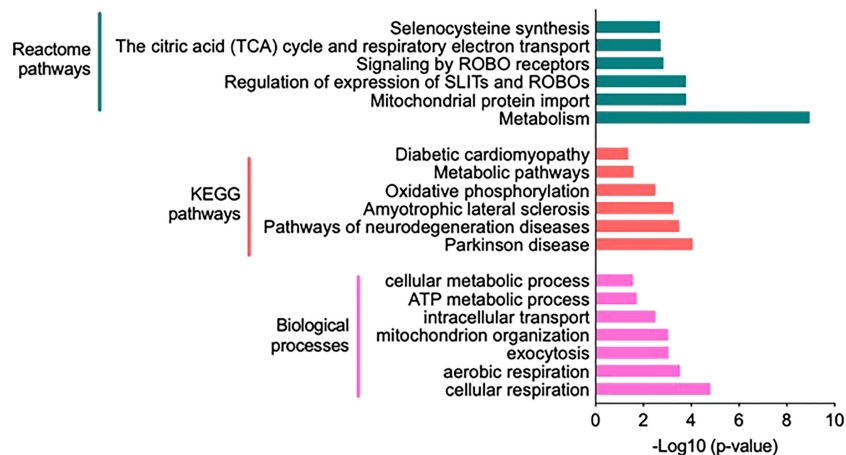 Reactome
pathways
Selenocysteine synthesis
The citric acid (TCA) cycle and respiratory electron transport
Signaling by ROBO receptors
Regulation of expression of SLITs and ROBOs
Mitochondrial protein import
Metabolism
KEGG
pathways
Diabetic cardiomyopathy
Metabolic pathways
Oxidative phosphorylation
Amyotrophic lateral sclerosis
Pathways of neurodegeneration diseases
Parkinson disease
Biological
processes
cellular metabolic process
ATP metabolic process
intracellular transport
mitochondrion organization
exocytosis
aerobic respiration
cellular respiration
0 2 4 6 8 10
-Log10 (p-value)